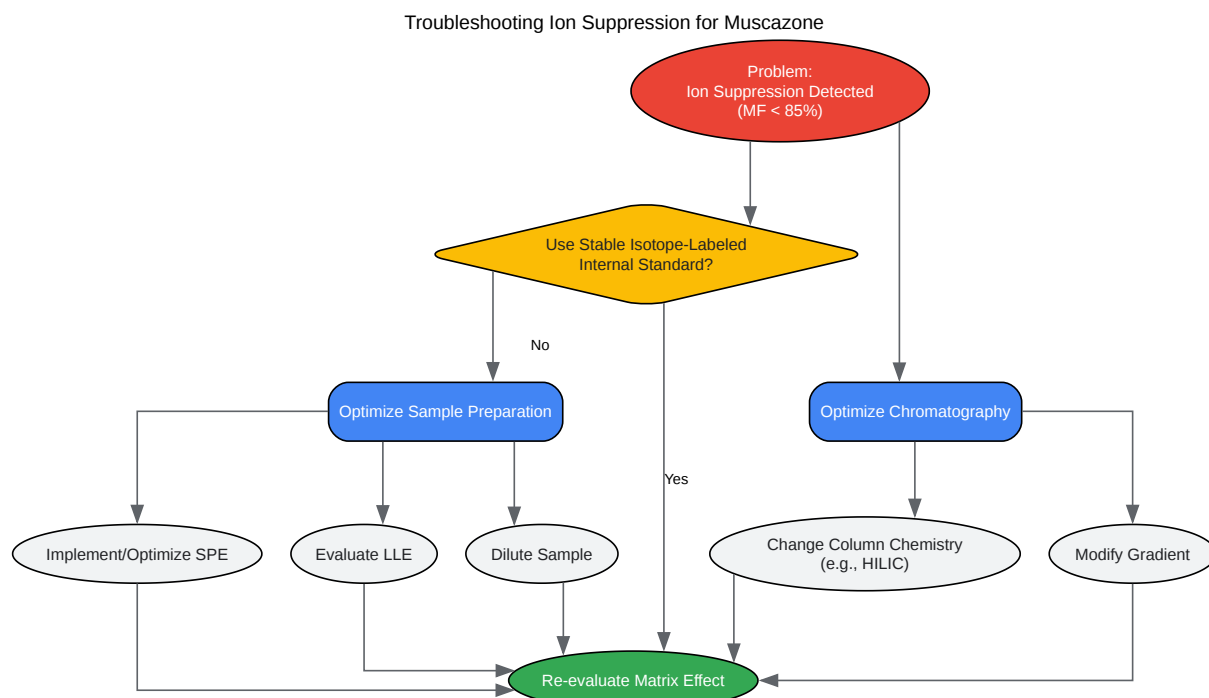 Troubleshooting Ion Suppression for Muscazone
Problem:
Ion Suppression Detected
(MF < 85%)
Use Stable Isotope-Labeled
Internal Standard?
No
Optimize Sample Preparation
Optimize Chromatography
Yes
Implement/Optimize SPE
Evaluate LLE
Dilute Sample
Change Column Chemistry
(e.g., HILIC)
Modify Gradient
Re-evaluate Matrix Effect